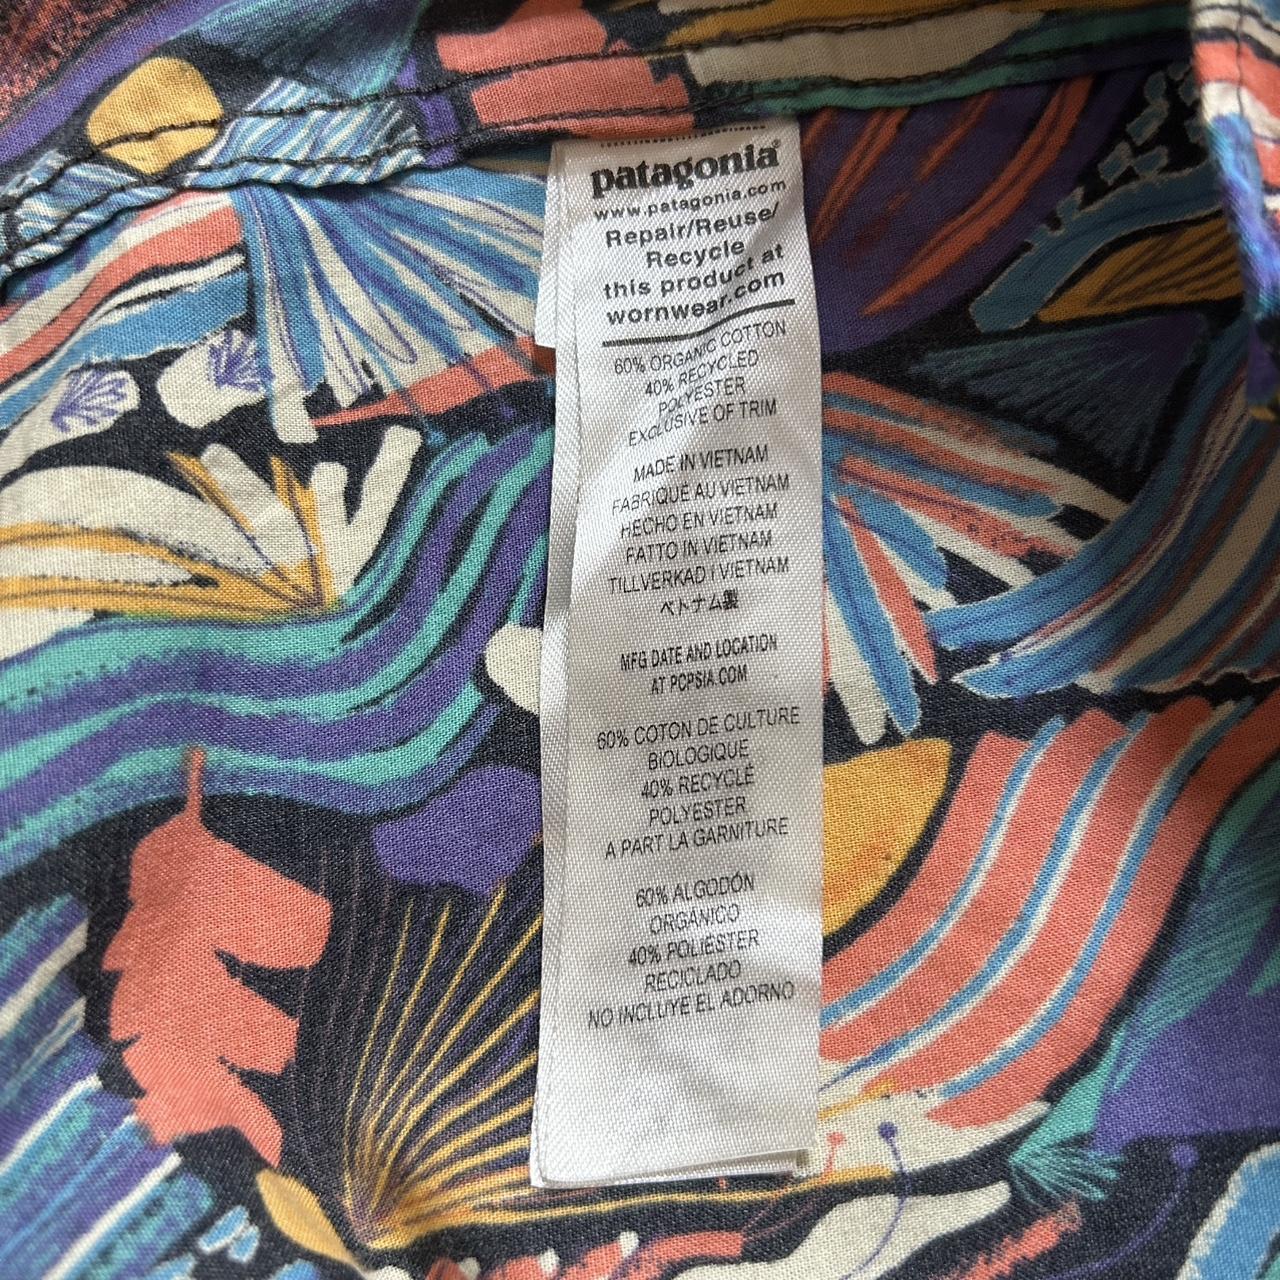 patagonia®
www.patagonia.com
Repair/Reuse/
Recycle
this product at
wornwear.com
60% ORGANIC COTTON
40% RECYCLED
POLYESTER
EXCLUSIVE OF TRIM
MADE IN VIETNAM
FABRIQUÉ AU VIETNAM
HECHO EN VIETNAM
FATTO IN VIETNAM
TILLVERKAD I VIETNAM
ベトナム製
MFG DATE AND LOCATION
AT PCPSIA.COM
60% COTON DE CULTURE
BIOLOGIQUE
40% RECYCLÉ
POLYESTER
A PART LA GARNITURE
60% ALGODÓN
ORGÁNICO
40% POLIÉSTER
RECICLADO
NO INCLUYE EL ADORNO